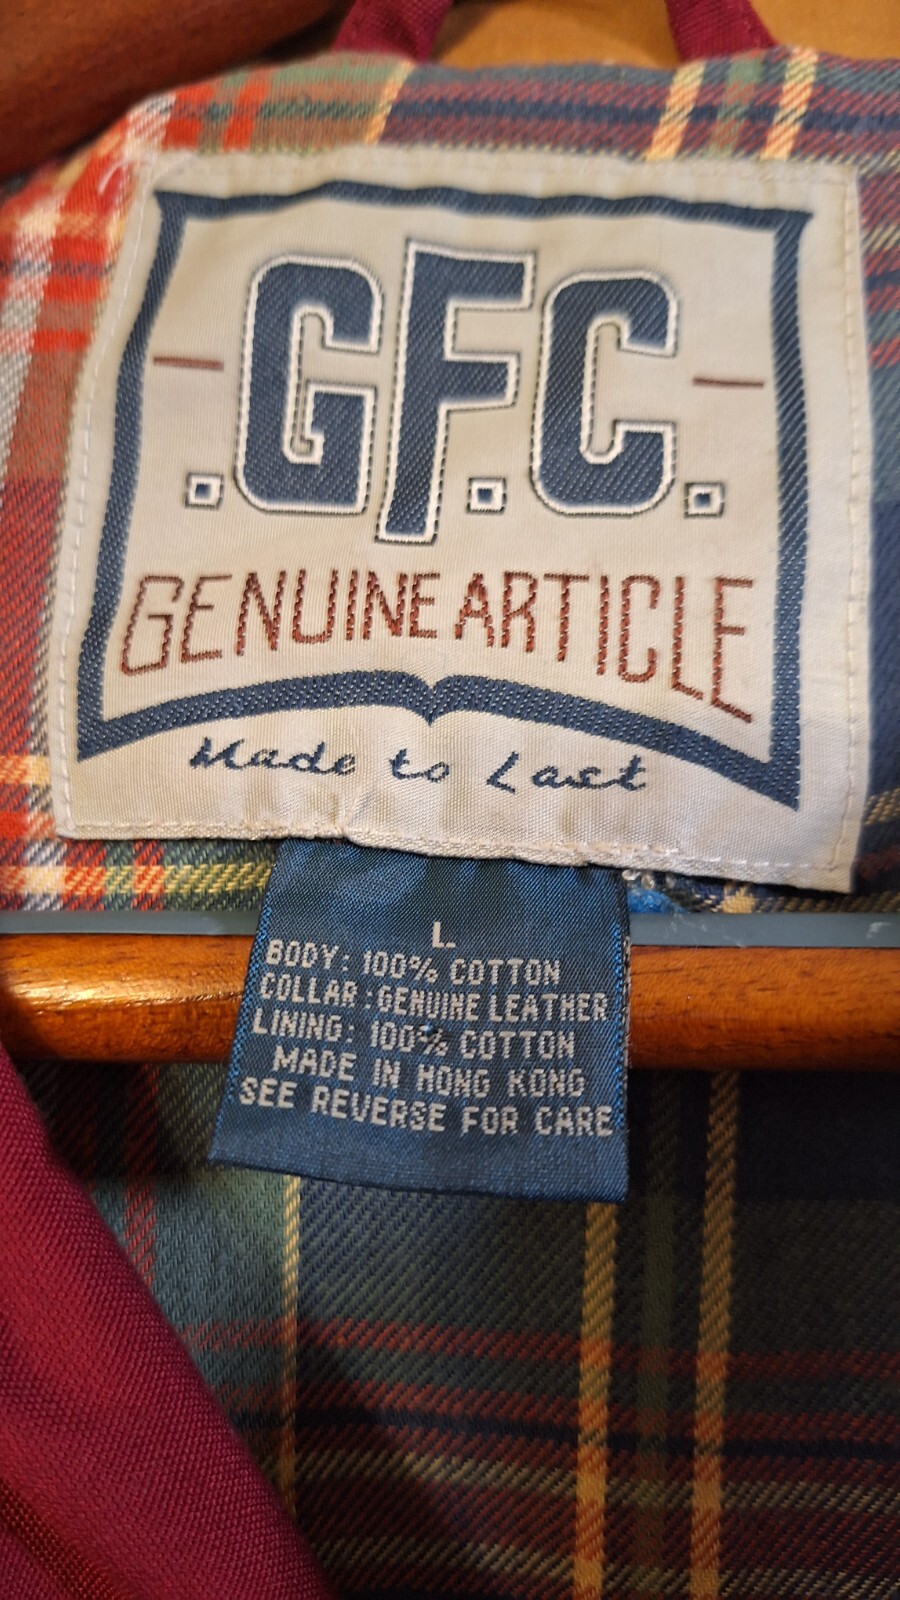 .GF.C.
GENUINE ARTICLE
Made to Last
L
BODY: 100% COTTON
COLLAR: GENUINE LEATHER
LINING: 100% COTTON
MADE IN HONG KONG
SEE REVERSE FOR CARE